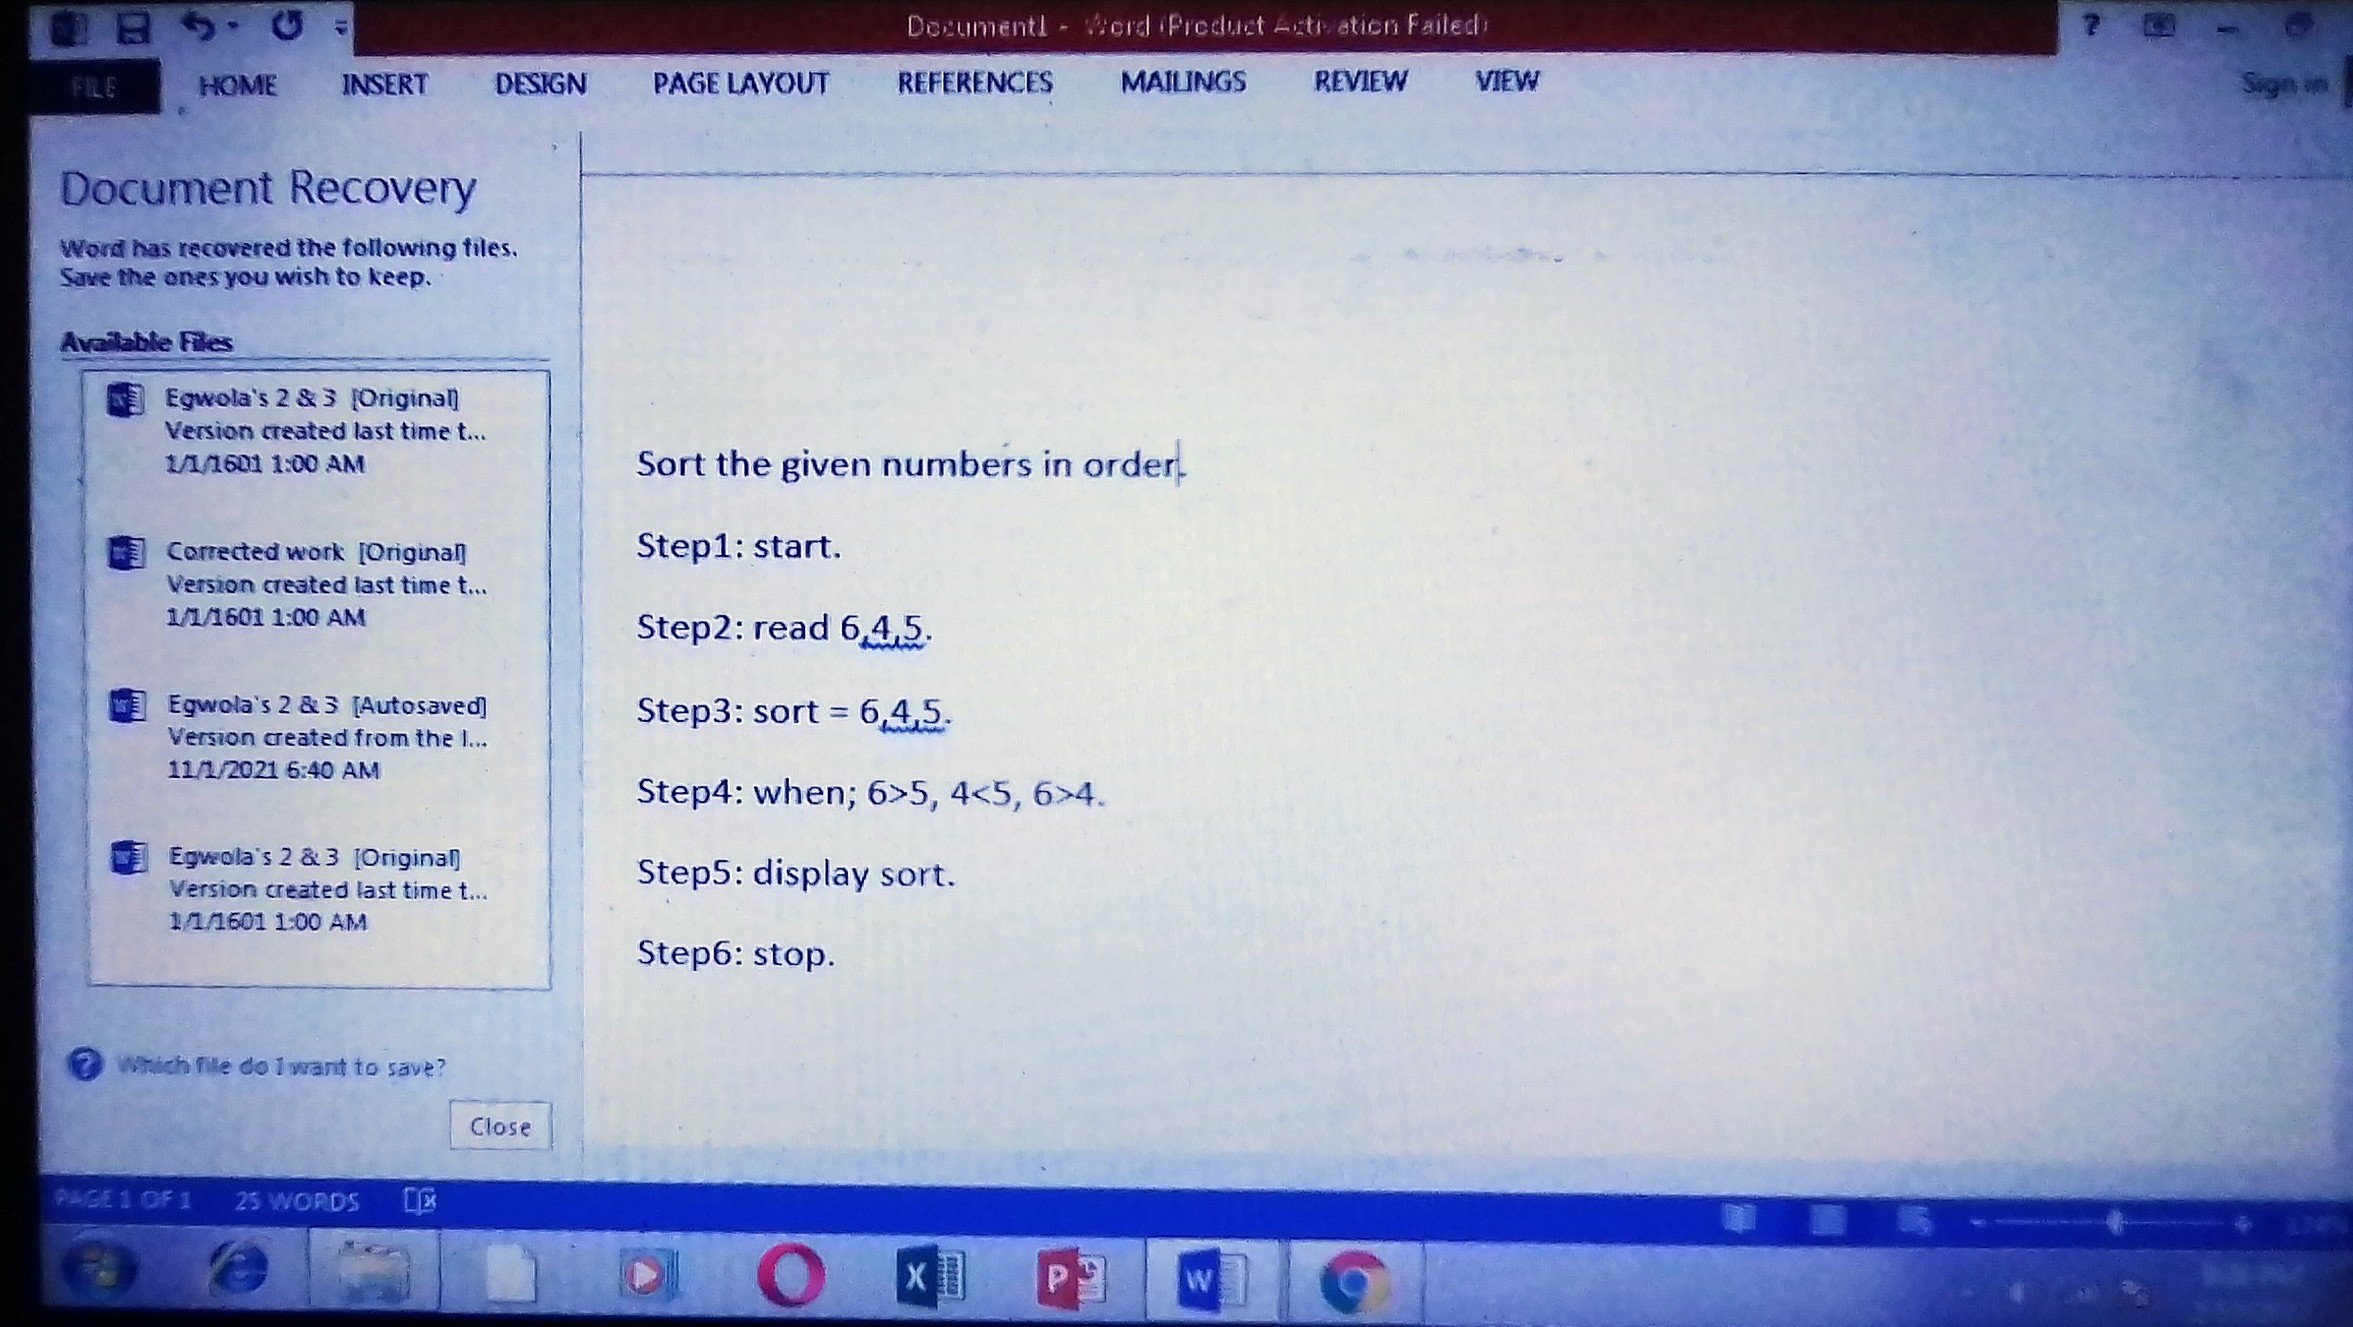 Document1 - Word (Product Activation Failed)
FILE HOME INSERT DESIGN PAGE LAYOUT REFERENCES MAILINGS REVIEW VIEW Sign in
Document Recovery
Word has recovered the following files.
Save the ones you wish to keep.
Available Files
Egwola's 2 & 3 [Original]
Version created last time t...
1/1/1601 1:00 AM
Corrected work [Original]
Version created last time t...
1/1/1601 1:00 AM
Egwola's 2 & 3 [Autosaved]
Version created from the l...
11/1/2021 6:40 AM
Egwola's 2 & 3 [Original]
Version created last time t...
1/1/1601 1:00 AM
Which file do I want to save?
Close
Sort the given numbers in order.
Step1: start.
Step2: read 6,4,5.
Step3: sort = 6,4,5.
Step4: when; 6>5, 4<5, 6>4.
Step5: display sort.
Step6: stop.
PAGE 1 OF 1 25 WORDS